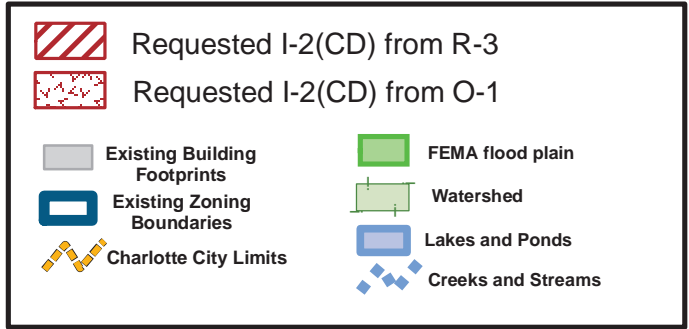 Requested I-2(CD) from R-3
Requested I-2(CD) from O-1
Existing Building
Footprints
Existing Zoning
Boundaries
Charlotte City Limits
FEMA flood plain
Watershed
Lakes and Ponds
Creeks and Streams